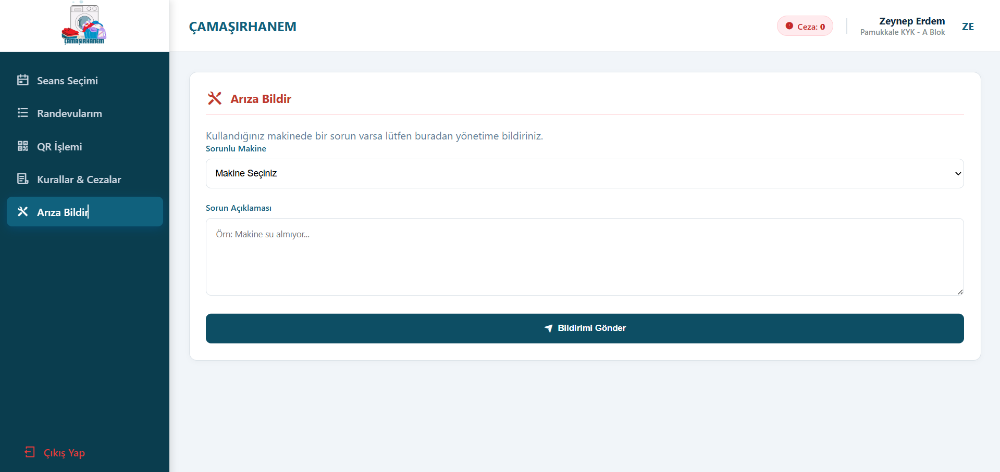 ÇAMAŞIRHANEM
ÇAMAŞIRHANEM
Ceza: 0
Zeynep Erdem
Pamukkale KYK - A Blok
ZE
Seans Seçimi
Randevularım
QR İşlemi
Kurallar & Cezalar
Arıza Bildir
Çıkış Yap
Arıza Bildir
Kullandığınız makinede bir sorun varsa lütfen buradan yönetime bildiriniz.
Sorunlu Makine
Makine Seçiniz
Sorun Açıklaması
Örn: Makine su almıyor...
Bildirimi Gönder